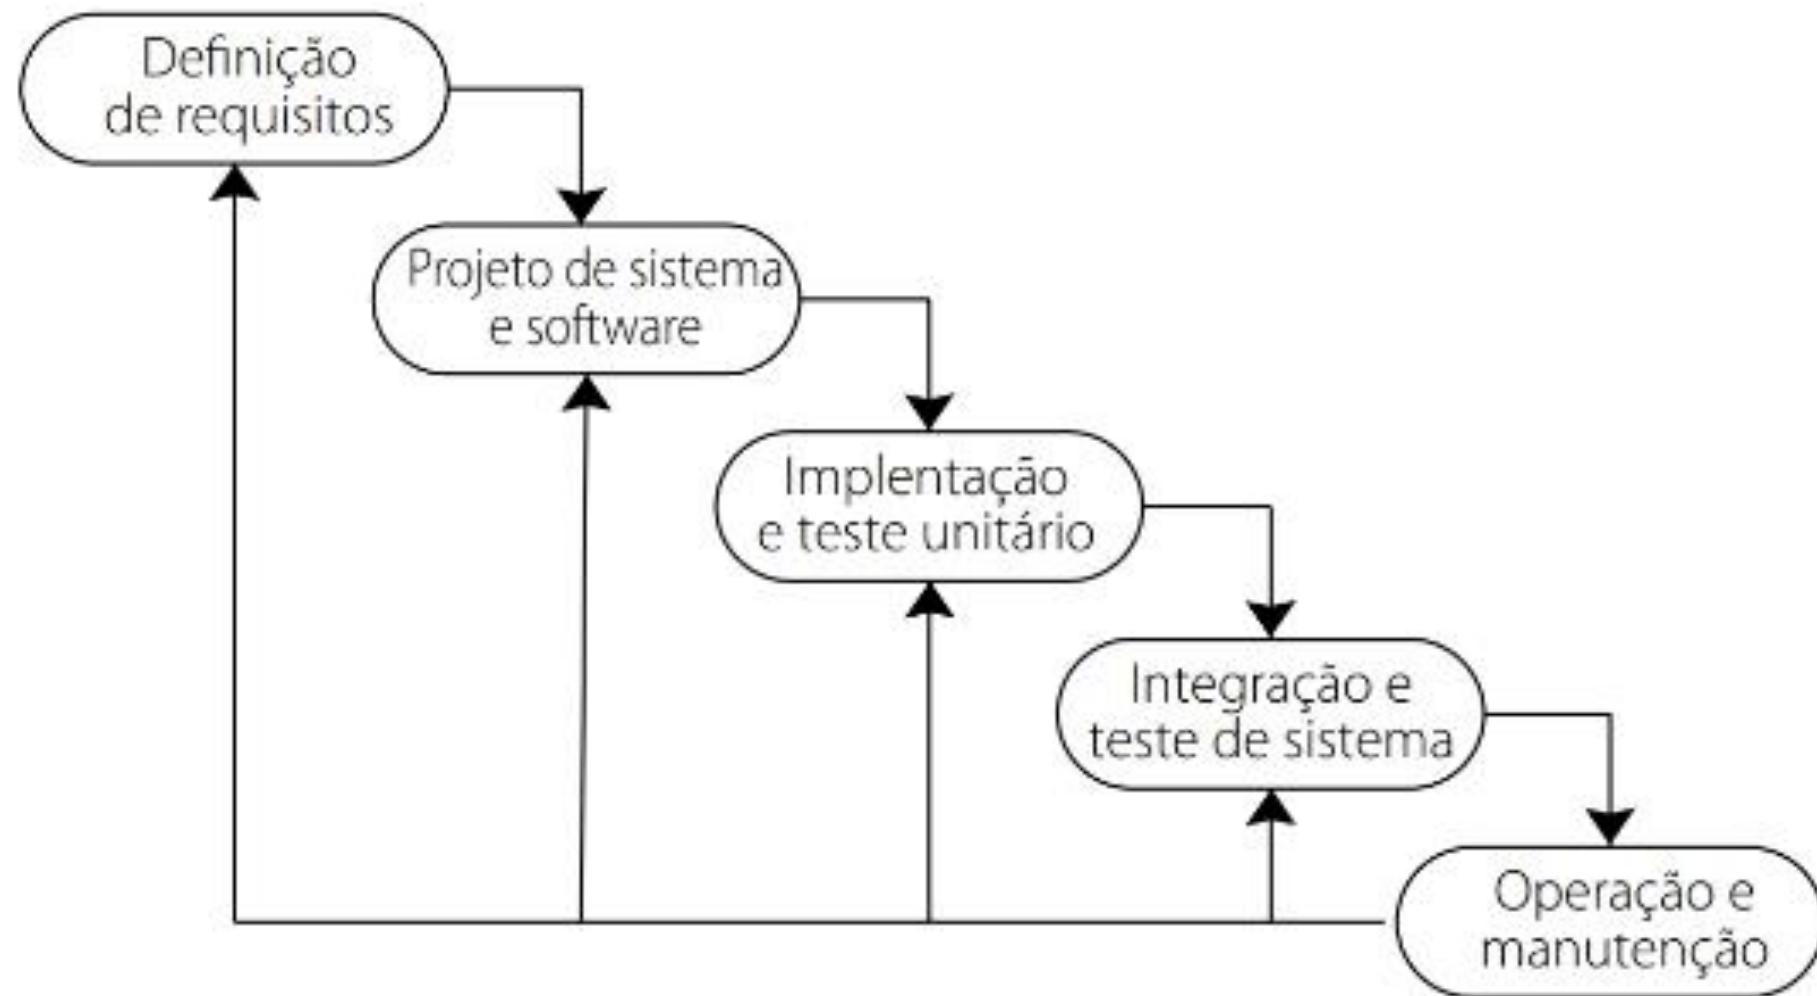 Definição
de requisitos
Projeto de sistema
e software
Implentação
e teste unitário
Integração e
teste de sistema
Operação e
manutenção